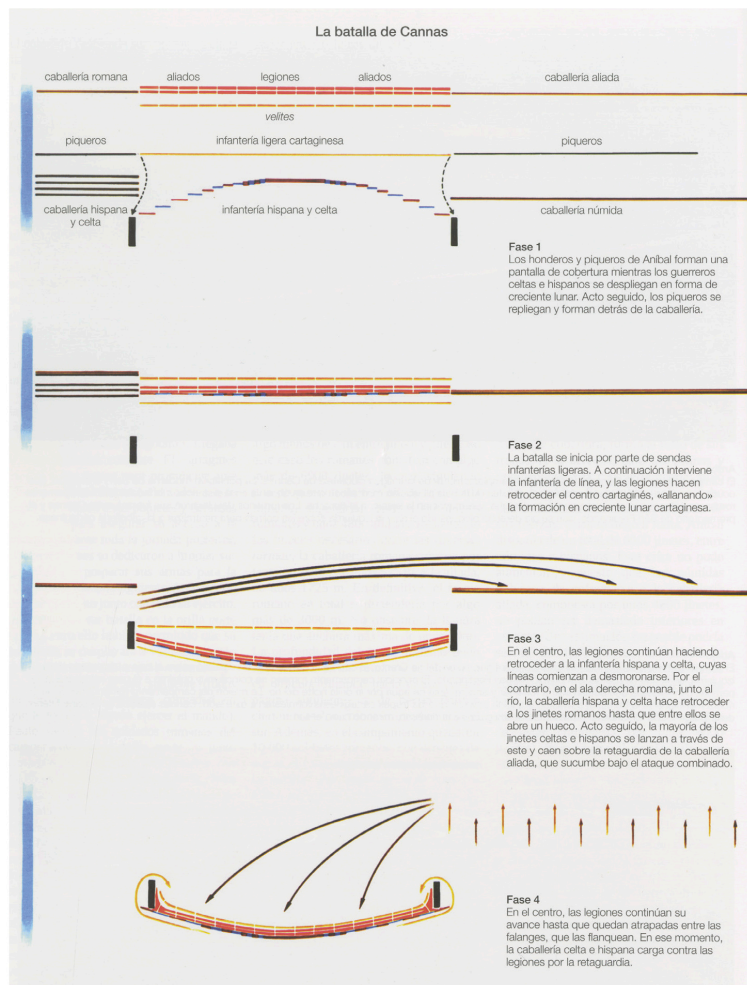 La batalla de Cannas
caballería romana
aliados
legiones
aliados
caballería aliada
velites
piqueros
infantería ligera cartaginesa
piqueros
caballería hispana
y celta
infantería hispana y celta
caballería númida
Fase 1
Los honderos y piqueros de Aníbal forman una
pantalla de cobertura mientras los guerreros
celtas e hispanos se despliegan en forma de
creciente lunar. Acto seguido, los piqueros se
repliegan y forman detrás de la caballería.
Fase 2
La batalla se inicia por parte de sendas
infanterías ligeras. A continuación interviene
la infantería de línea, y las legiones hacen
retroceder el centro cartaginés, «allanando»
la formación en creciente lunar cartaginesa.
Fase 3
En el centro, las legiones continúan haciendo
retroceder a la infantería hispana y celta, cuyas
líneas comienzan a desmoronarse. Por el
contrario, en el ala derecha romana, junto al
río, la caballería hispana y celta hace retroceder
a los jinetes romanos hasta que entre ellos se
abre un hueco. Acto seguido, la mayoría de los
jinetes celtas e hispanos se lanzan a través de
este y caen sobre la retaguardia de la caballería
aliada, que sucumbe bajo el ataque combinado.
Fase 4
En el centro, las legiones continúan su
avance hasta que quedan atrapadas entre las
falanges, que las flanquean. En ese momento,
la caballería celta e hispana carga contra las
legiones por la retaguardia.